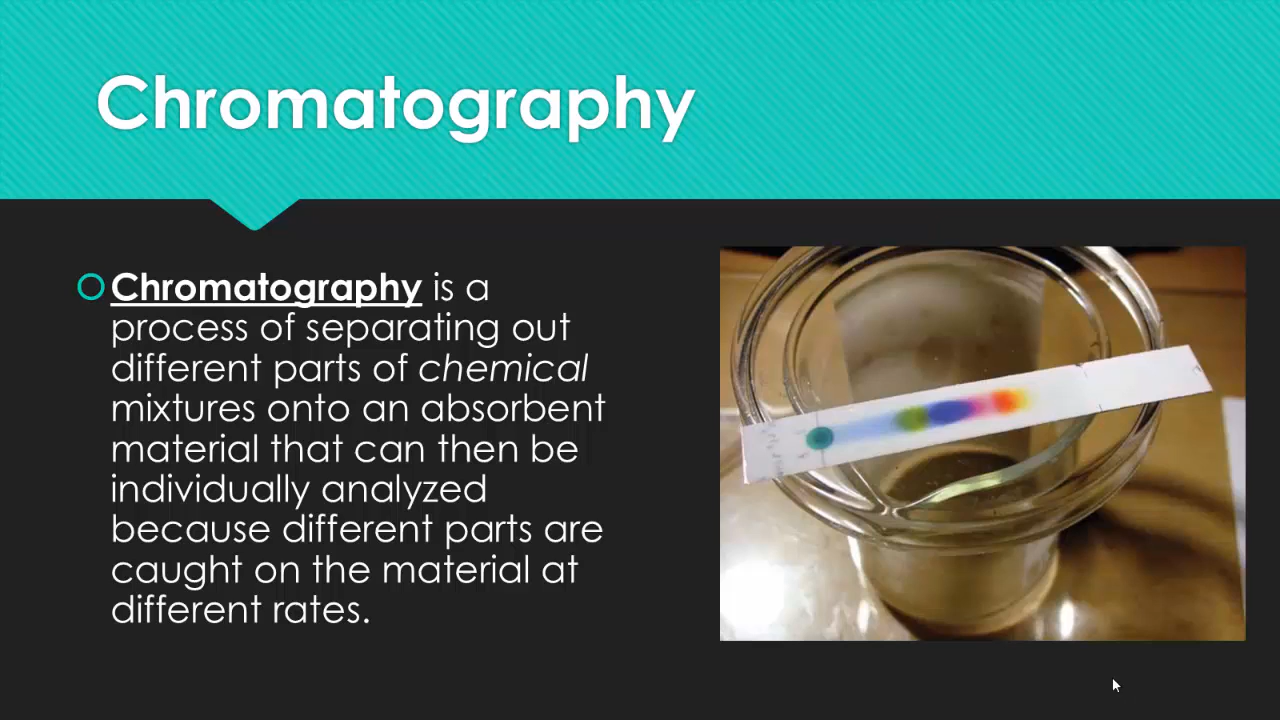 Chromatography
Chromatography is a
process of separating out
different parts of chemical
mixtures onto an absorbent
material that can then be
individually analyzed
because different parts are
caught on the material at
different rates.